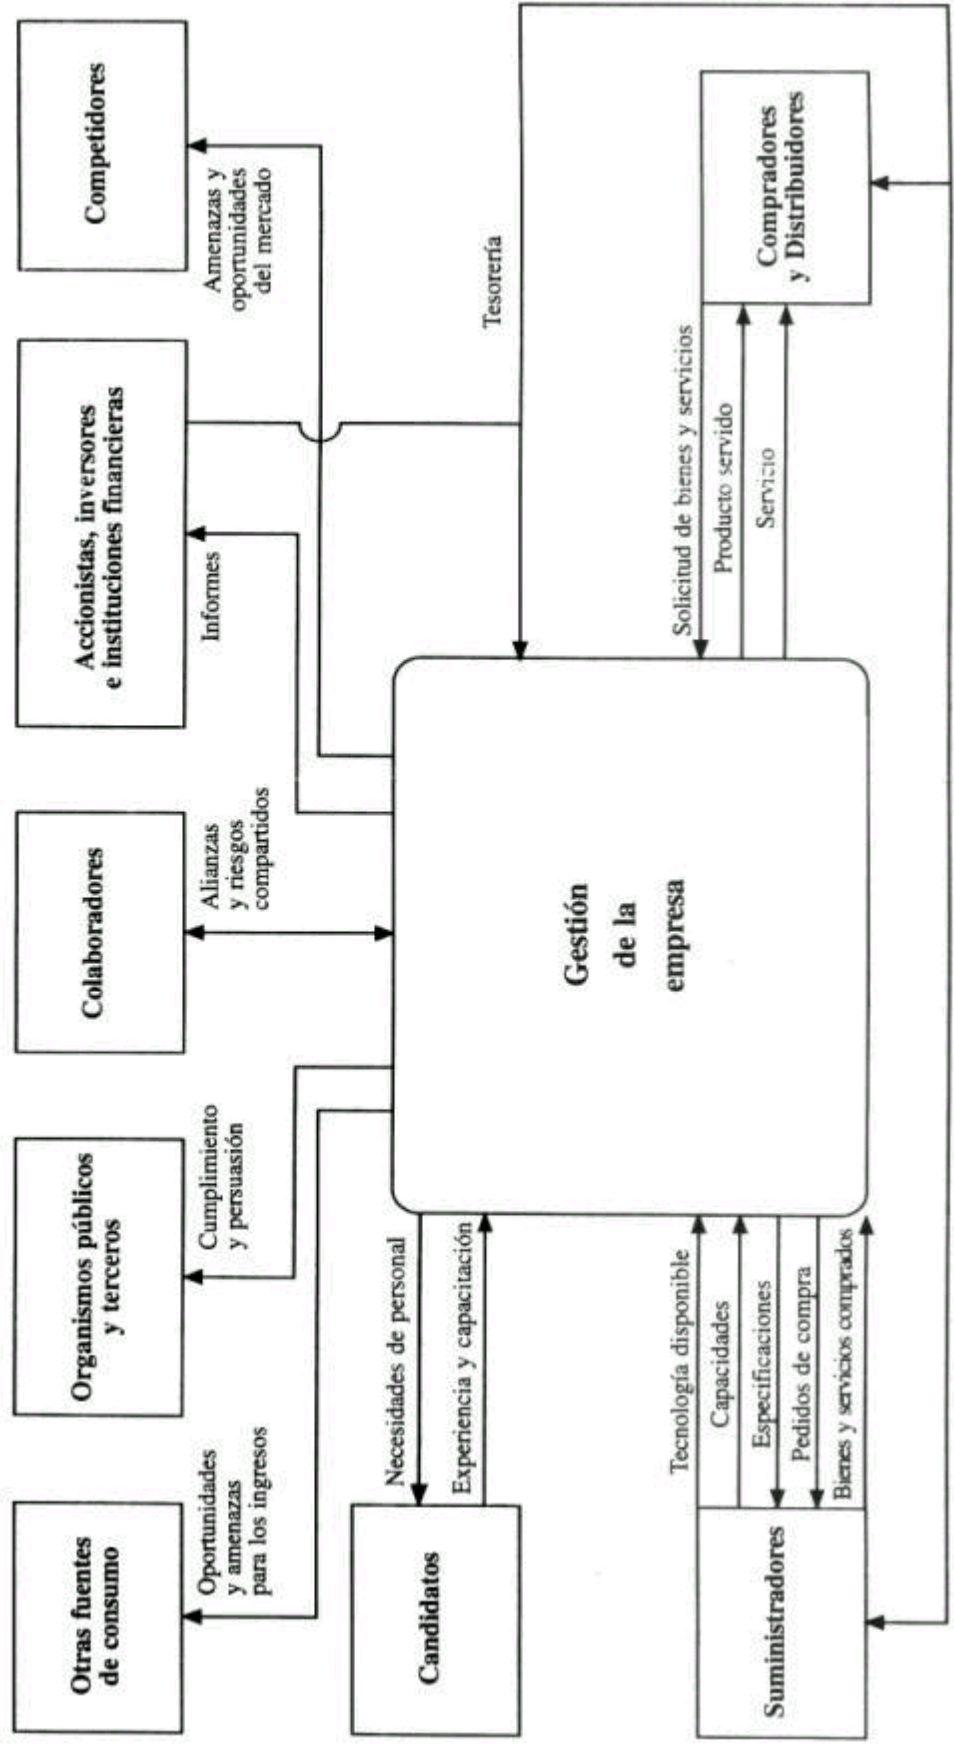 Otras fuentes
de consumo
Organismos públicos
y terceros
Colaboradores
Accionistas, inversores
e instituciones financieras
Competidores
Oportunidades
y amenazas
para los ingresos
Cumplimiento
y persuasión
Alianzas
y riesgos
compartidos
Informes
Amenazas y
oportunidades
del mercado
Candidatos
Necesidades de personal
Experiencia y capacitación
Gestión
de la
empresa
Tesorería
Suministradores
Tecnología disponible
Capacidades
Especificaciones
Pedidos de compra
Bienes y servicios comprados
Solicitud de bienes y servicios
Producto servido
Servicio
Compradores
y Distribuidores